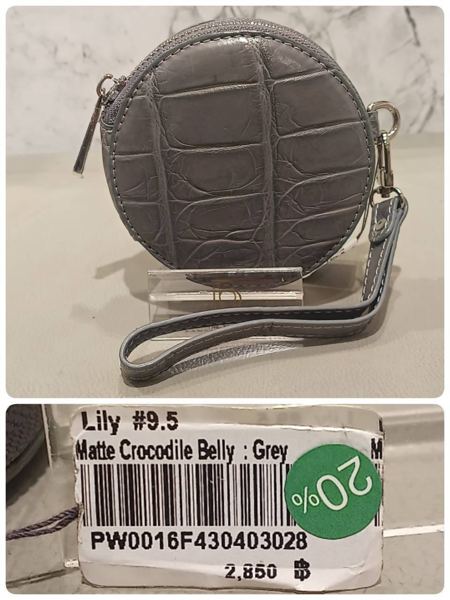 Lily #9.5
Matte Crocodile Belly : Grey
M
20%
PW0016F430403028
2,850 ฿